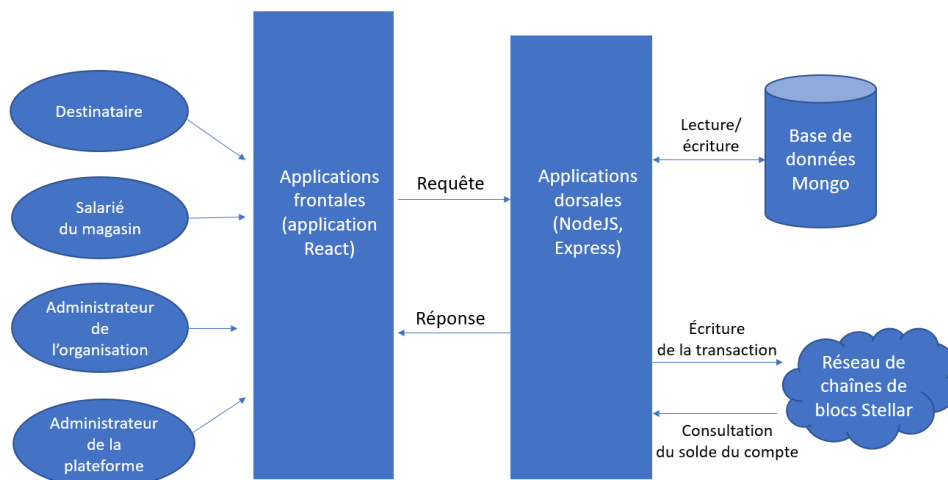 Destinataire
Salarié
du magasin
Administrateur
de
l'organisation
Administrateur
de la
plateforme
Applications
frontales
(application
React)
Requête
Réponse
Applications
dorsales
(NodeJS,
Express)
Lecture/
écriture
Base de
données
Mongo
Écriture
de la transaction
Réseau de
chaînes de
blocs Stellar
Consultation
du solde du compte